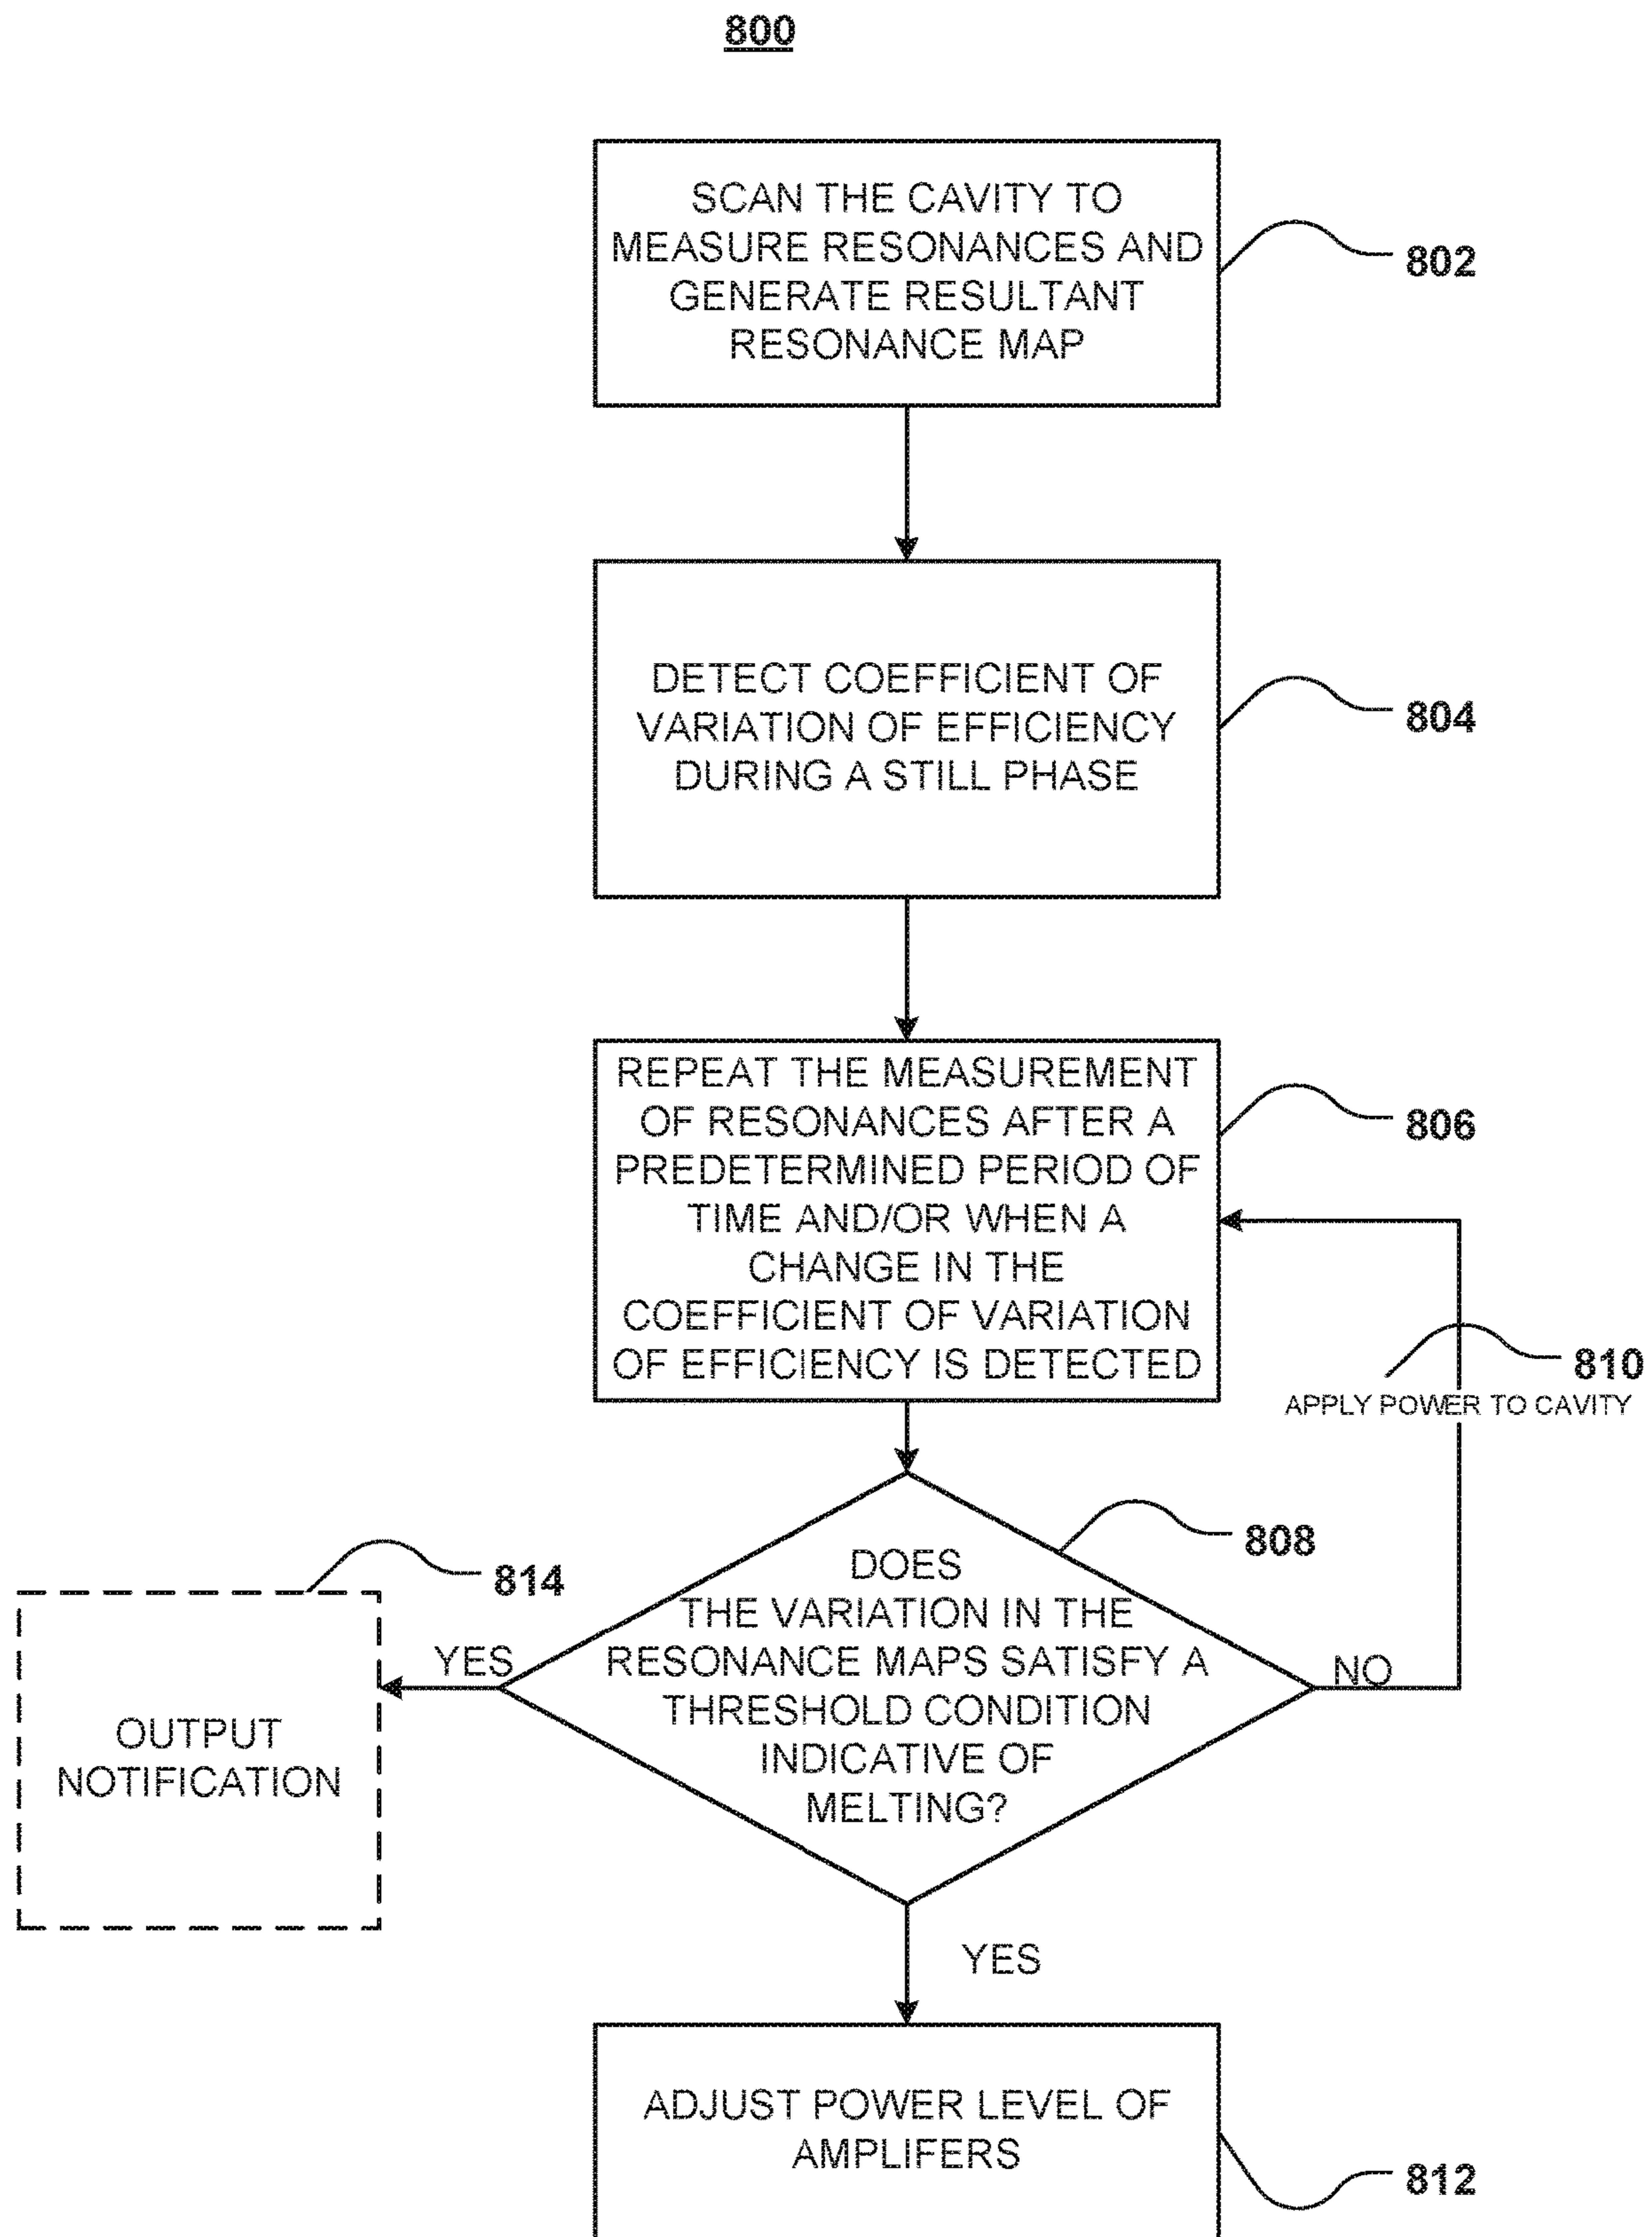 800
SCAN THE CAVITY TO
MEASURE RESONANCES AND
GENERATE RESULTANT
RESONANCE MAP
802
DETECT COEFFICIENT OF
VARIATION OF EFFICIENCY
DURING A STILL PHASE
804
REPEAT THE MEASUREMENT
OF RESONANCES AFTER A
PREDETERMINED PERIOD OF
TIME AND/OR WHEN A
CHANGE IN THE
COEFFICIENT OF VARIATION
OF EFFICIENCY IS DETECTED
806
810
APPLY POWER TO CAVITY
808
DOES
THE VARIATION IN THE
RESONANCE MAPS SATISFY A
THRESHOLD CONDITION
INDICATIVE OF
MELTING?
814
YES
NO
OUTPUT
NOTIFICATION
YES
ADJUST POWER LEVEL OF
AMPLIFERS
812